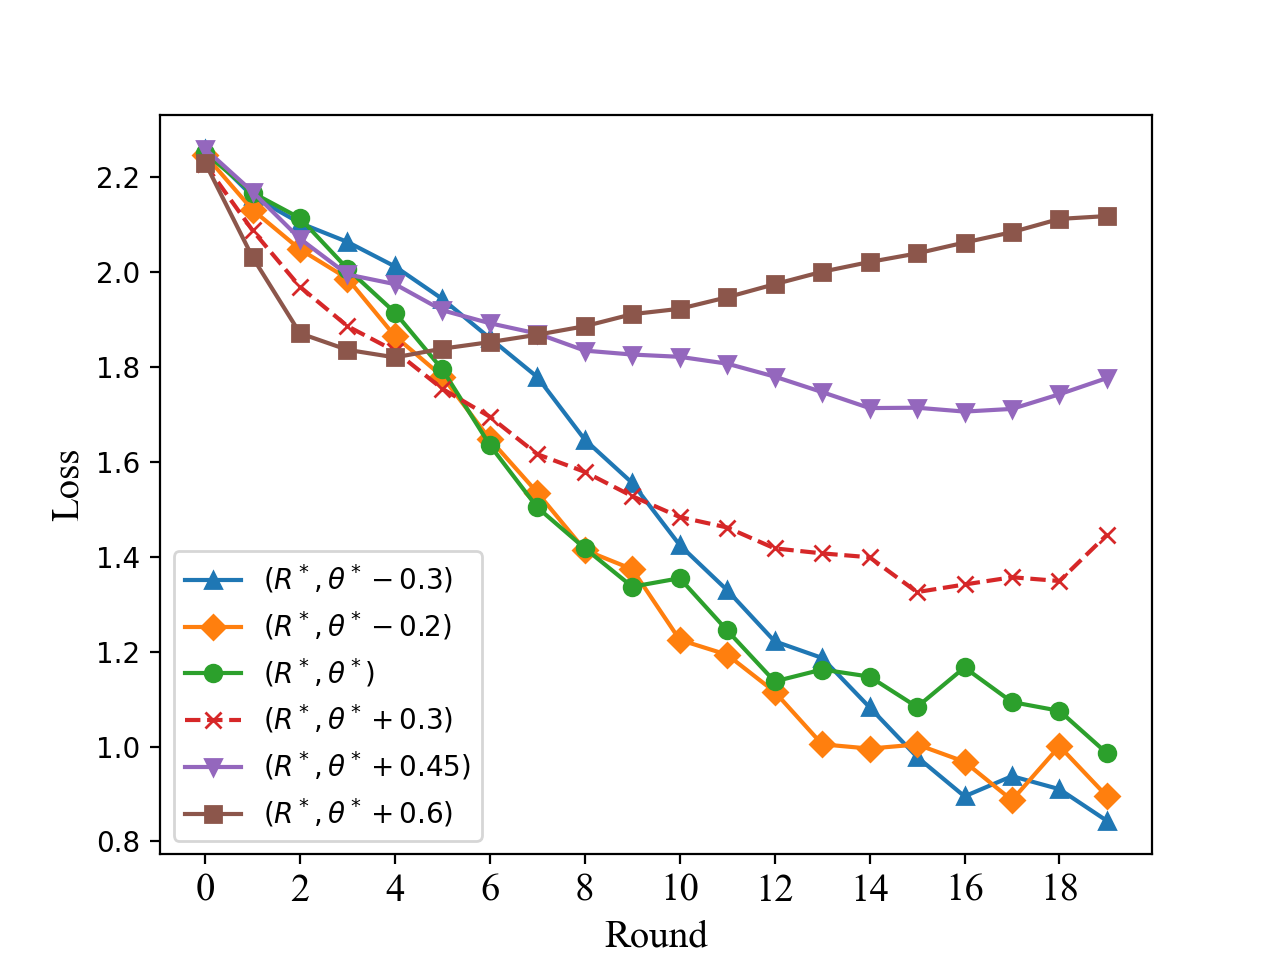 2.2
2.0
1.8
1.6
1.4
1.2
1.0
0.8
Loss
(R*, θ* − 0.3)
(R*, θ* − 0.2)
(R*, θ*)
(R*, θ* + 0.3)
(R*, θ* + 0.45)
(R*, θ* + 0.6)
0 2 4 6 8 10 12 14 16 18
Round